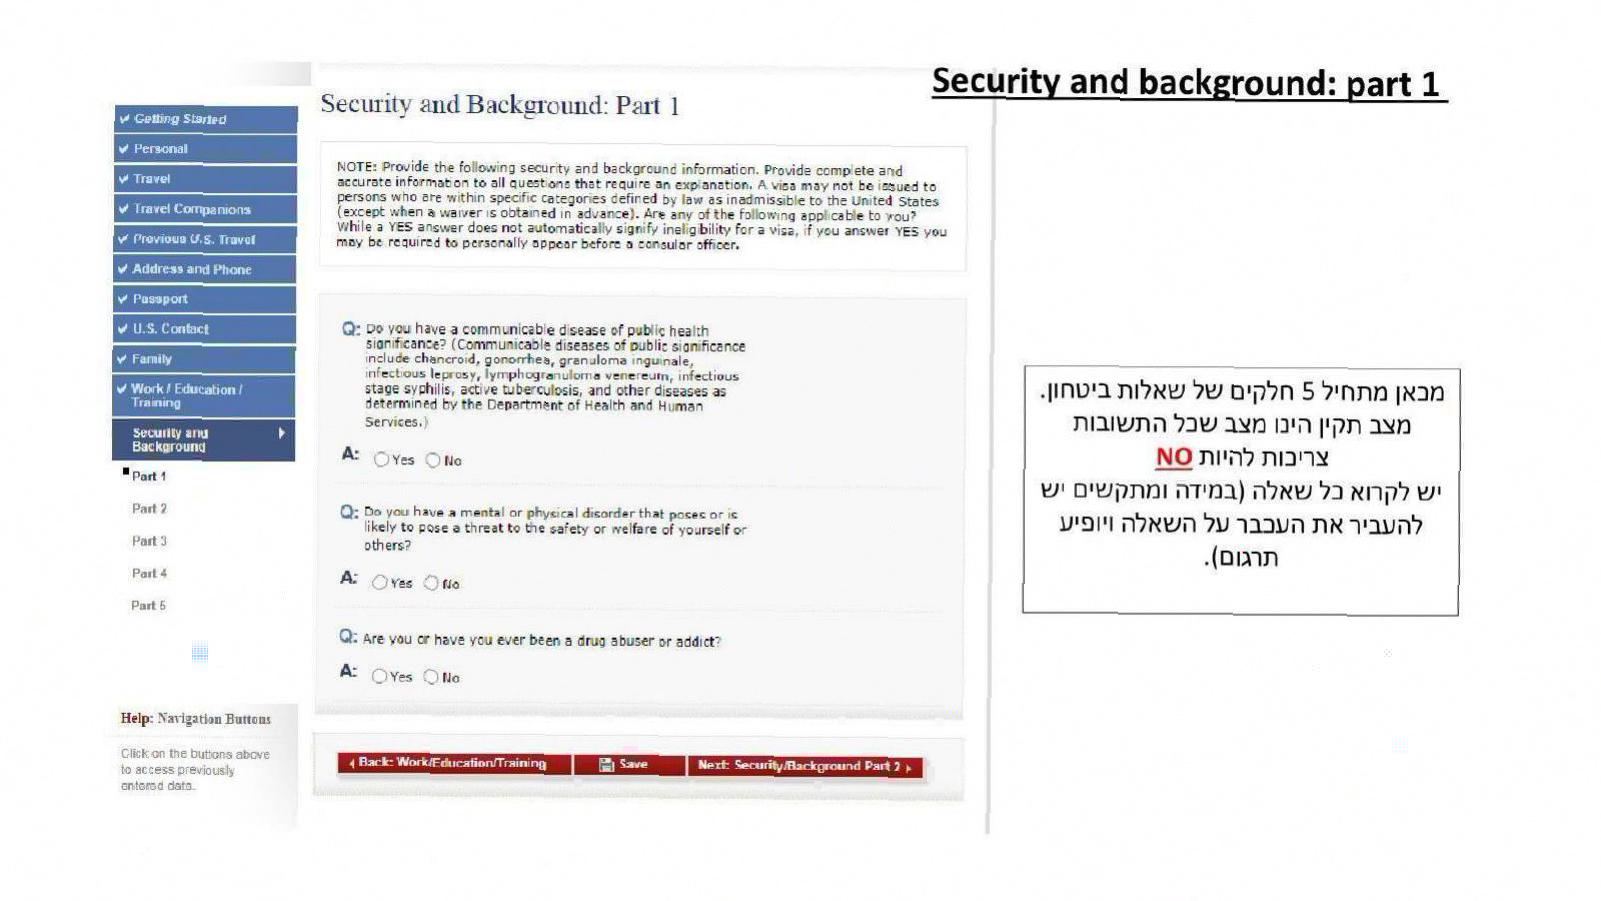 Security and background: part 1
Security and Background: Part 1
Getting Started
Personal
Travel
Travel Companions
Previous U.S. Travel
Address and Phone
Passport
U.S. Contact
Family
Work / Education /
Training
Security and
Background
Part 1
Part 2
Part 3
Part 4
Part 5
Help: Navigation Buttons
Click on the buttons above
to access previously
entered data.
NOTE: Provide the following security and background information. Provide complete and
accurate information to all questions that require an explanation. A visa may not be issued to
persons who are within specific categories defined by law as inadmissible to the United States
(except when a waiver is obtained in advance). Are any of the following applicable to you?
While a YES answer does not automatically signify ineligibility for a visa, if you answer YES you
may be required to personally appear before a consular officer.
Q: Do you have a communicable disease of public health
significance? (Communicable diseases of public significance
include chancroid, gonorrhea, granuloma inguinale,
infectious leprosy, lymphogranuloma venereum, infectious
stage syphilis, active tuberculosis, and other diseases as
determined by the Department of Health and Human
Services.)
A: Yes No
Q: Do you have a mental or physical disorder that poses or is
likely to pose a threat to the safety or welfare of yourself or
others?
A: Yes No
Q: Are you or have you ever been a drug abuser or addict?
A: Yes No
Back: Work/Education/Training Save Next: Security/Background Part 2
מכאן מתחיל 5 חלקים של שאלות ביטחון.
מצב תקין הינו מצב שכל התשובות
צריכות להיות NO
יש לקרוא כל שאלה (במידה ומתקשים יש
להעביר את העכבר על השאלה ויופיע
תרגום).